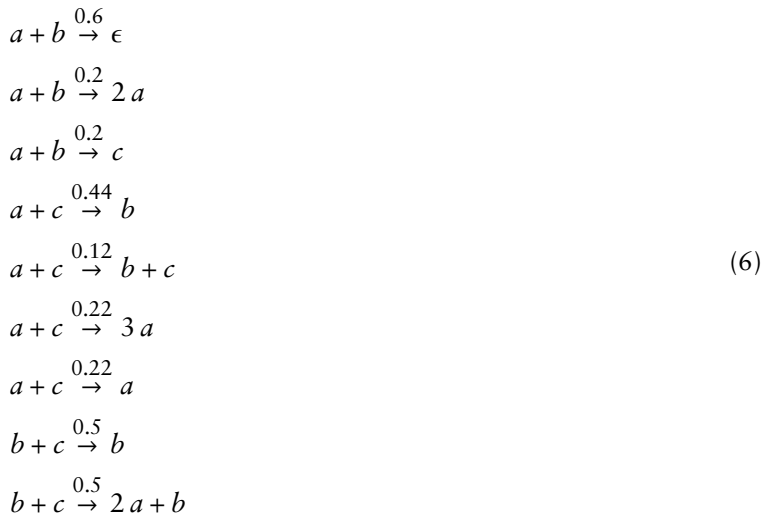 a + b 0.6→ ϵ
a + b 0.2→ 2 a
a + b 0.2→ c
a + c 0.44→ b
a + c 0.12→ b + c
(6)
a + c 0.22→ 3 a
a + c 0.22→ a
b + c 0.5→ b
b + c 0.5→ 2 a + b